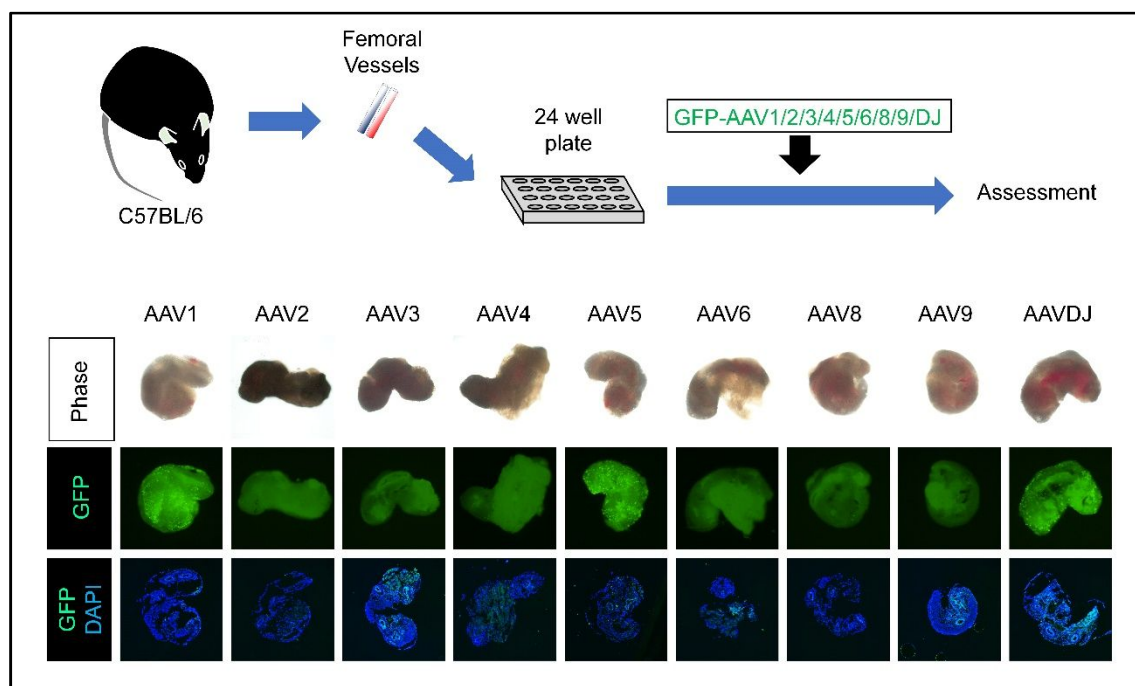 Femoral
Vessels
24 well
plate
GFP-AAV1/2/3/4/5/6/8/9/DJ
Assessment
C57BL/6
AAV1 AAV2 AAV3 AAV4 AAV5 AAV6 AAV8 AAV9 AAVDJ
Phase
GFP
GFP
DAPI